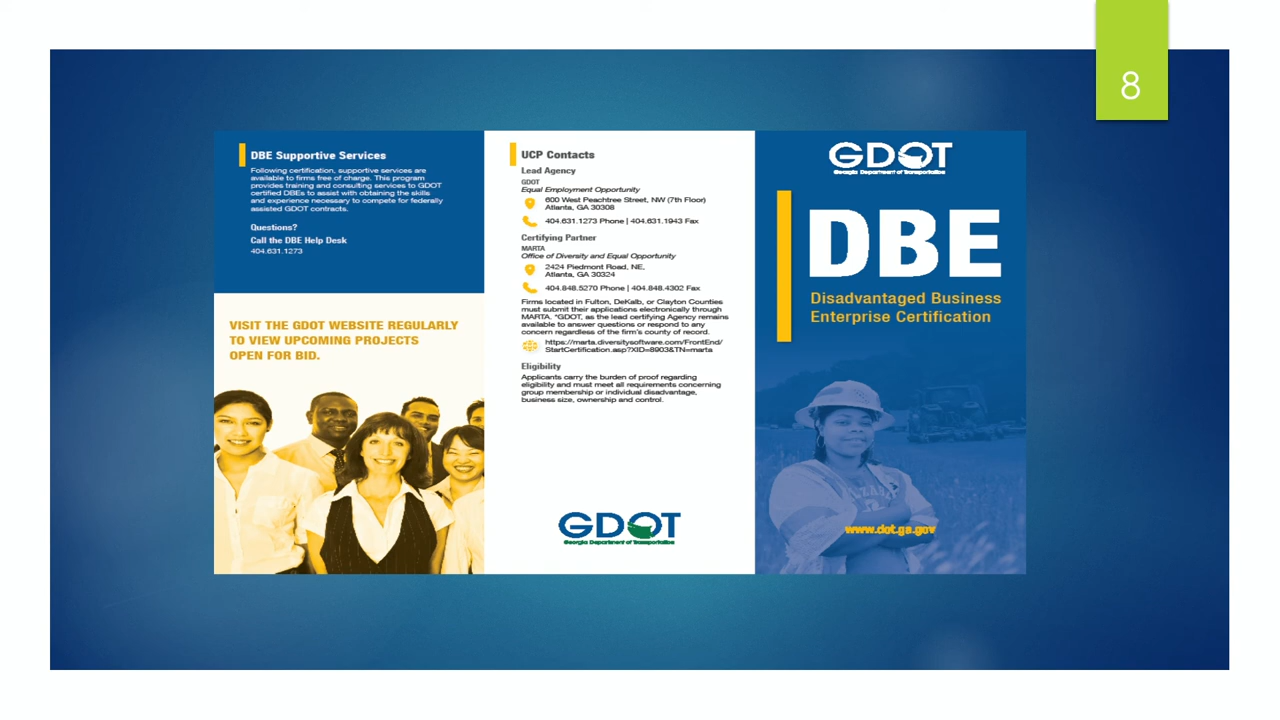 8
DBE Supportive Services
Following certification, supportive services are
available to firms free of charge. This program
provides training and consulting services to GDOT
certified DBEs to assist with obtaining the skills
and experience necessary to compete for federally
assisted GDOT contracts.
Questions?
Call the DBE Help Desk
404.631.1273
VISIT THE GDOT WEBSITE REGULARLY
TO VIEW UPCOMING PROJECTS
OPEN FOR BID.
UCP Contacts
Lead Agency
GDOT
Equal Employment Opportunity
600 West Peachtree Street, NW (7th Floor)
Atlanta, GA 30308
404.631.1273 Phone | 404.631.1943 Fax
Certifying Partner
MARTA
Office of Diversity and Equal Opportunity
2424 Piedmont Road, NE,
Atlanta, GA 30324
404.848.5270 Phone | 404.848.4302 Fax
Firms located in Fulton, DeKalb, or Clayton Counties
must submit their applications electronically through
MARTA. *GDOT, as the lead certifying Agency remains
available to answer questions or respond to any
concern regardless of the firm's county of record.
https://marta.diversitysoftware.com/FrontEnd/
StartCertification.asp?XID=8903&TN=marta
Eligibility
Applicants carry the burden of proof regarding
eligibility and must meet all requirements concerning
group membership or individual disadvantage,
business size, ownership and control.
GDOT
Georgia Department of Transportation
GDOT
Georgia Department of Transportation
DBE
Disadvantaged Business
Enterprise Certification
www.dot.ga.gov